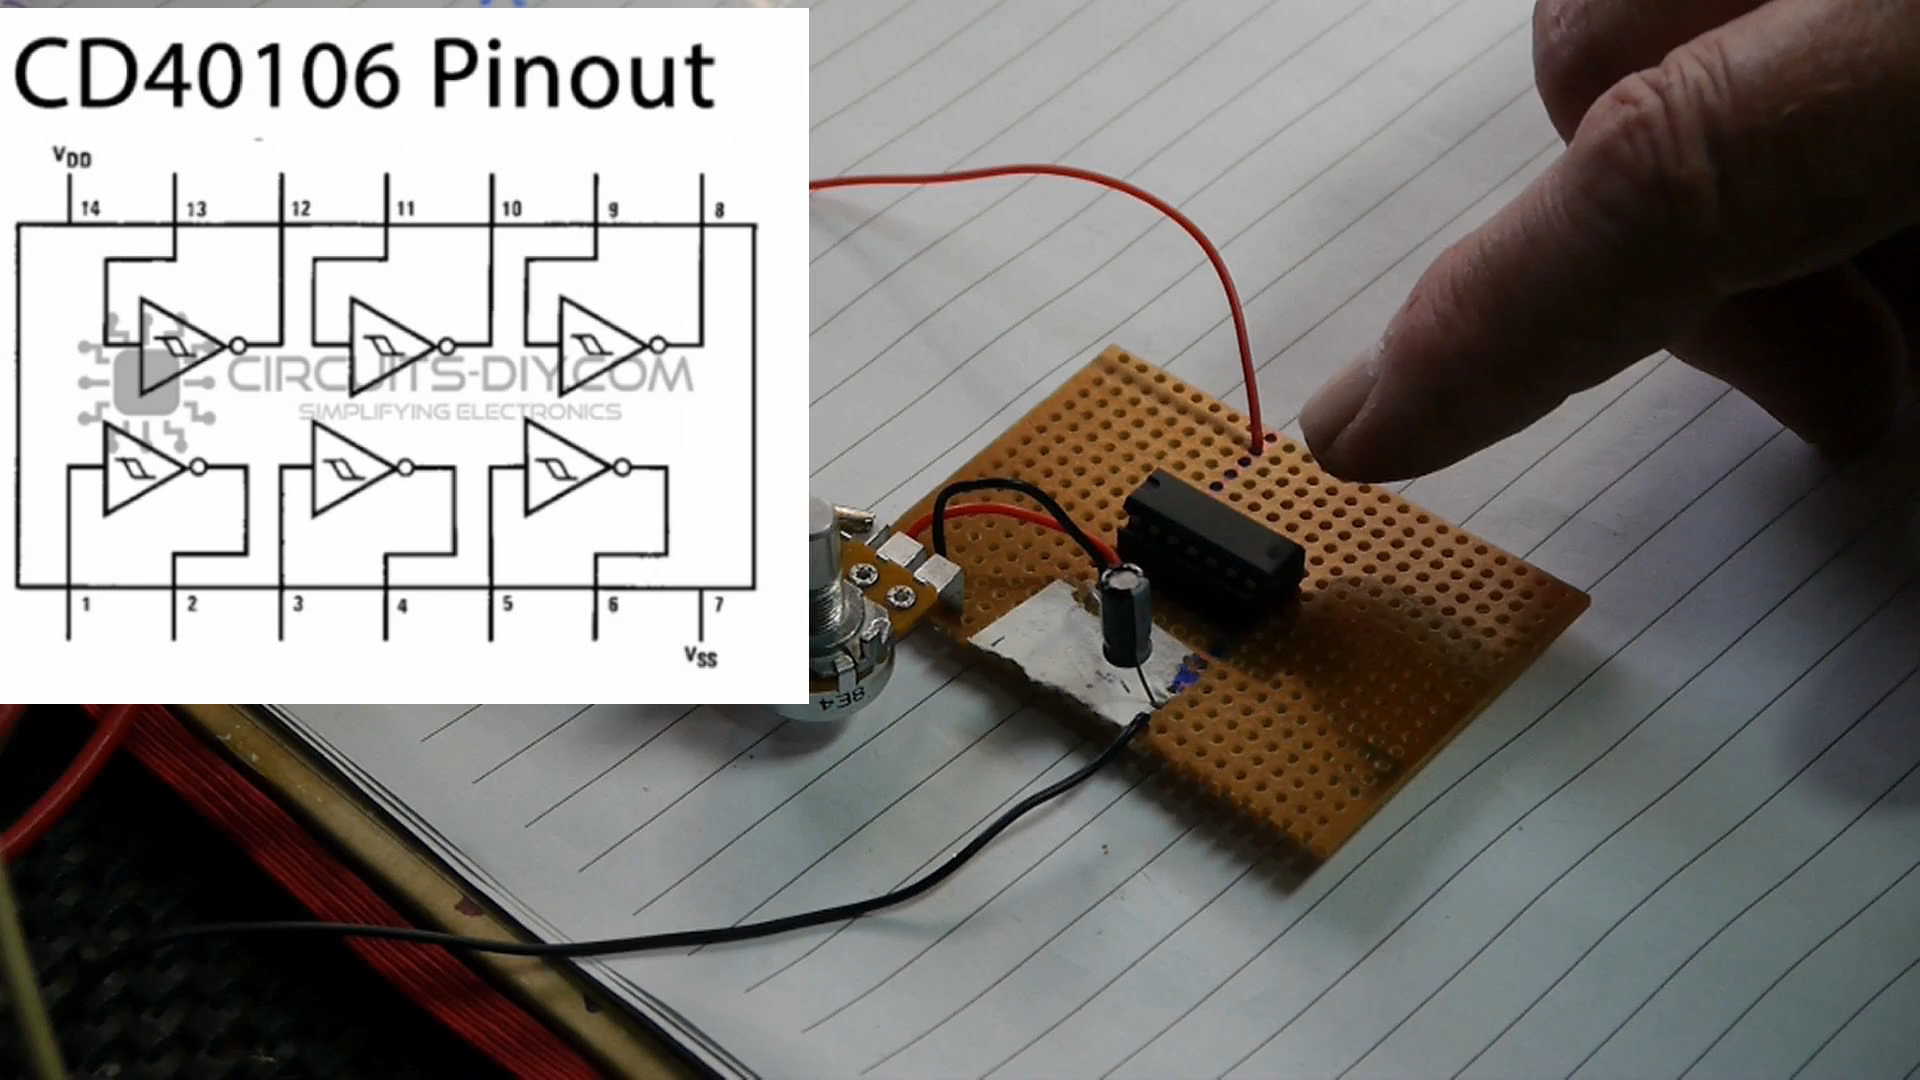 CD40106 Pinout
VDD
14 13 12 11 10 9 8
CIRCUITS-DIY.COM
SIMPLIFYING ELECTRONICS
1 2 3 4 5 6 7
VSS
8E4